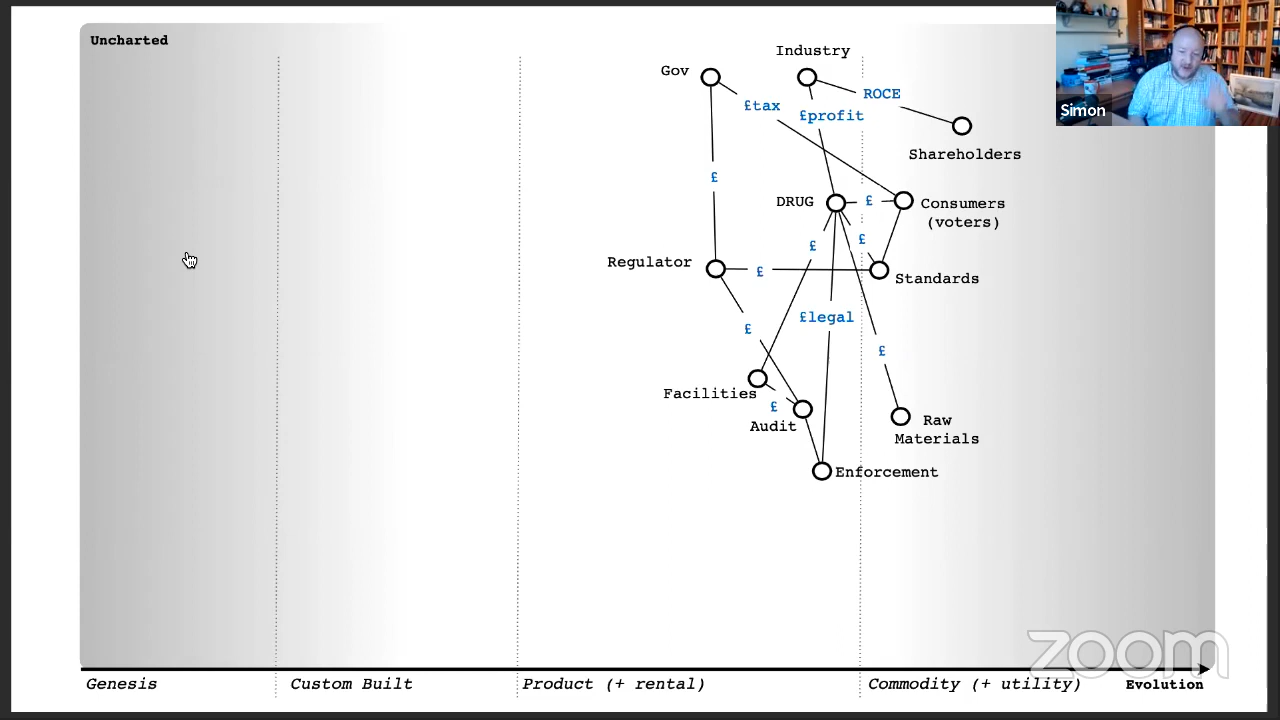 Uncharted
Industry
Gov
Simon
ROCE
£tax
£profit
Shareholders
£
DRUG
£
Consumers
(voters)
£
£
Regulator
£
Standards
£legal
£
£
Facilities
£
Audit
Raw
Materials
Enforcement
zoom
Genesis
Custom Built
Product (+ rental)
Commodity (+ utility)
Evolution